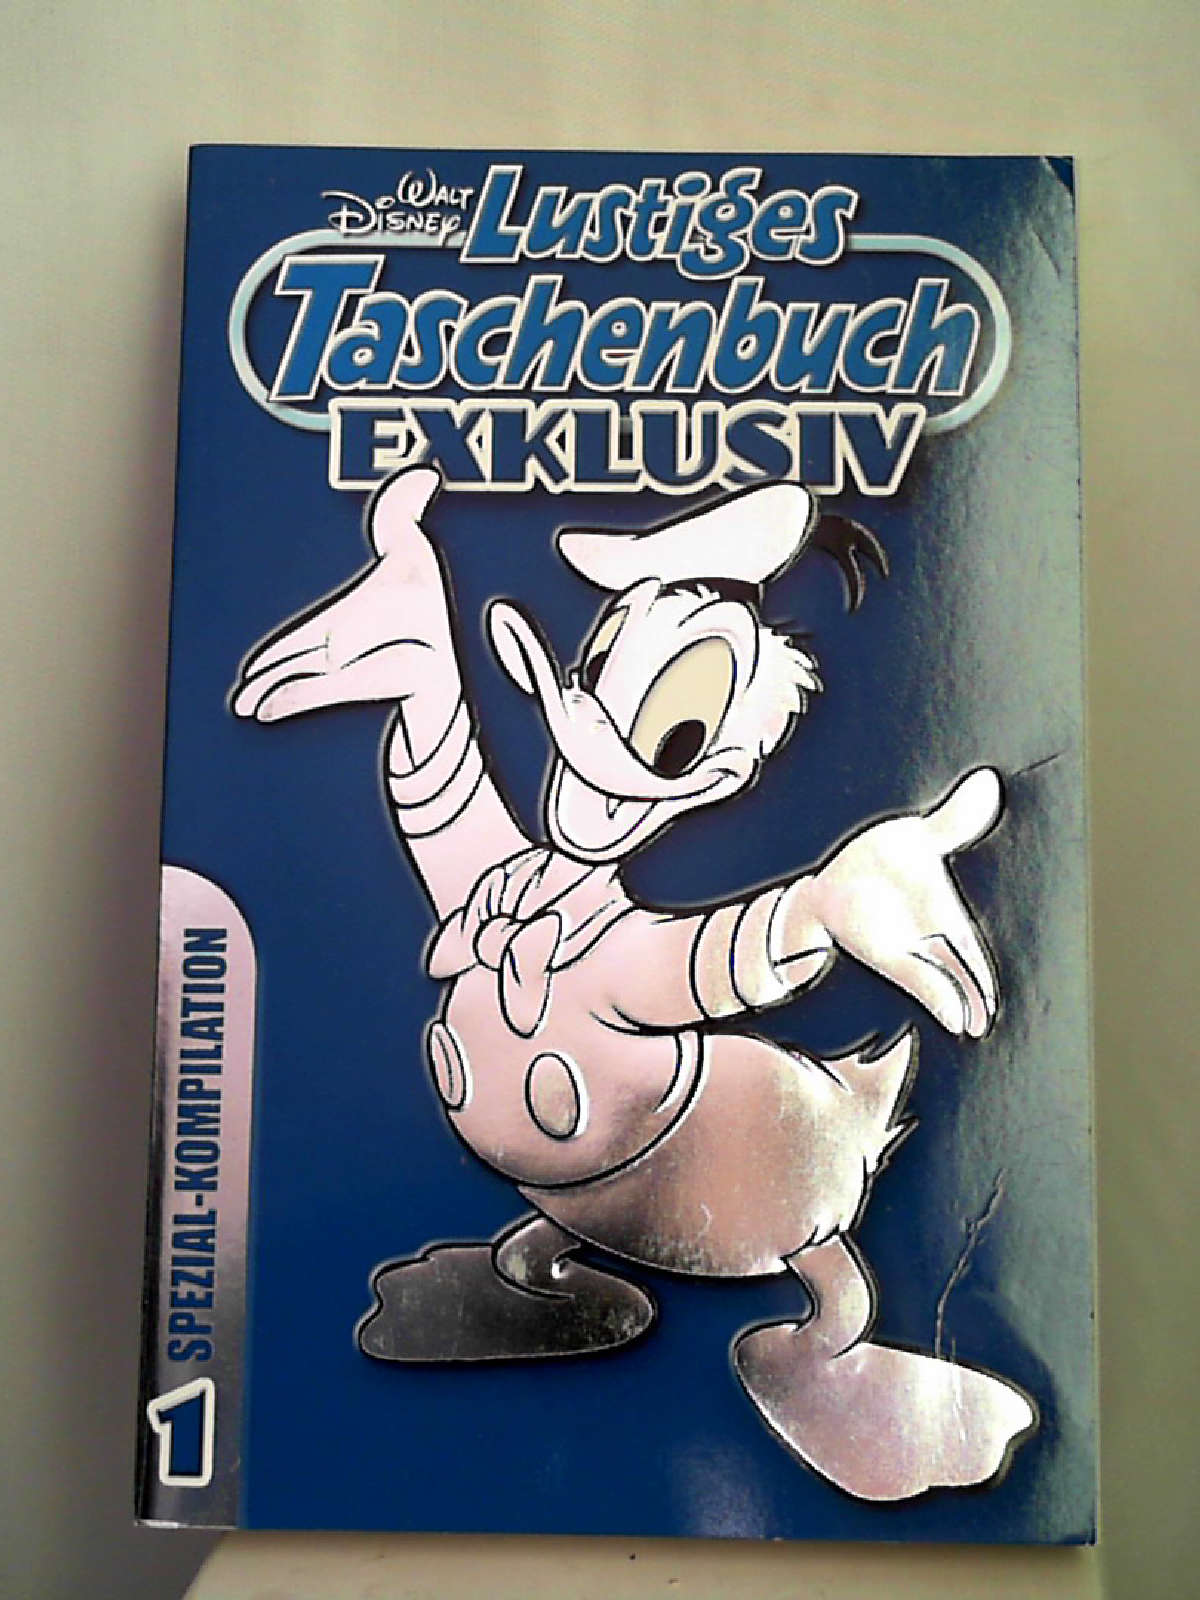 WALT
DISNEY
Lustiges
Taschenbuch
EXKLUSIV
1 SPEZIAL-KOMPILATION